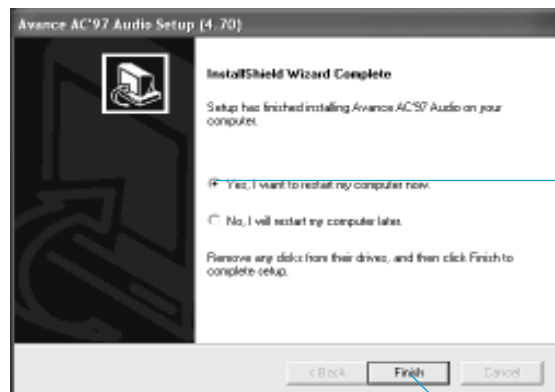 Avance AC'97 Audio Setup (4.70)
InstallShield Wizard Complete
Setup has finished installing Avance AC'97 Audio on your
computer.
Yes, I want to restart my computer now.
No, I will restart my computer later.
Remove any disks from their drives, and then click Finish to
complete setup.
< Back
Finish
Cancel